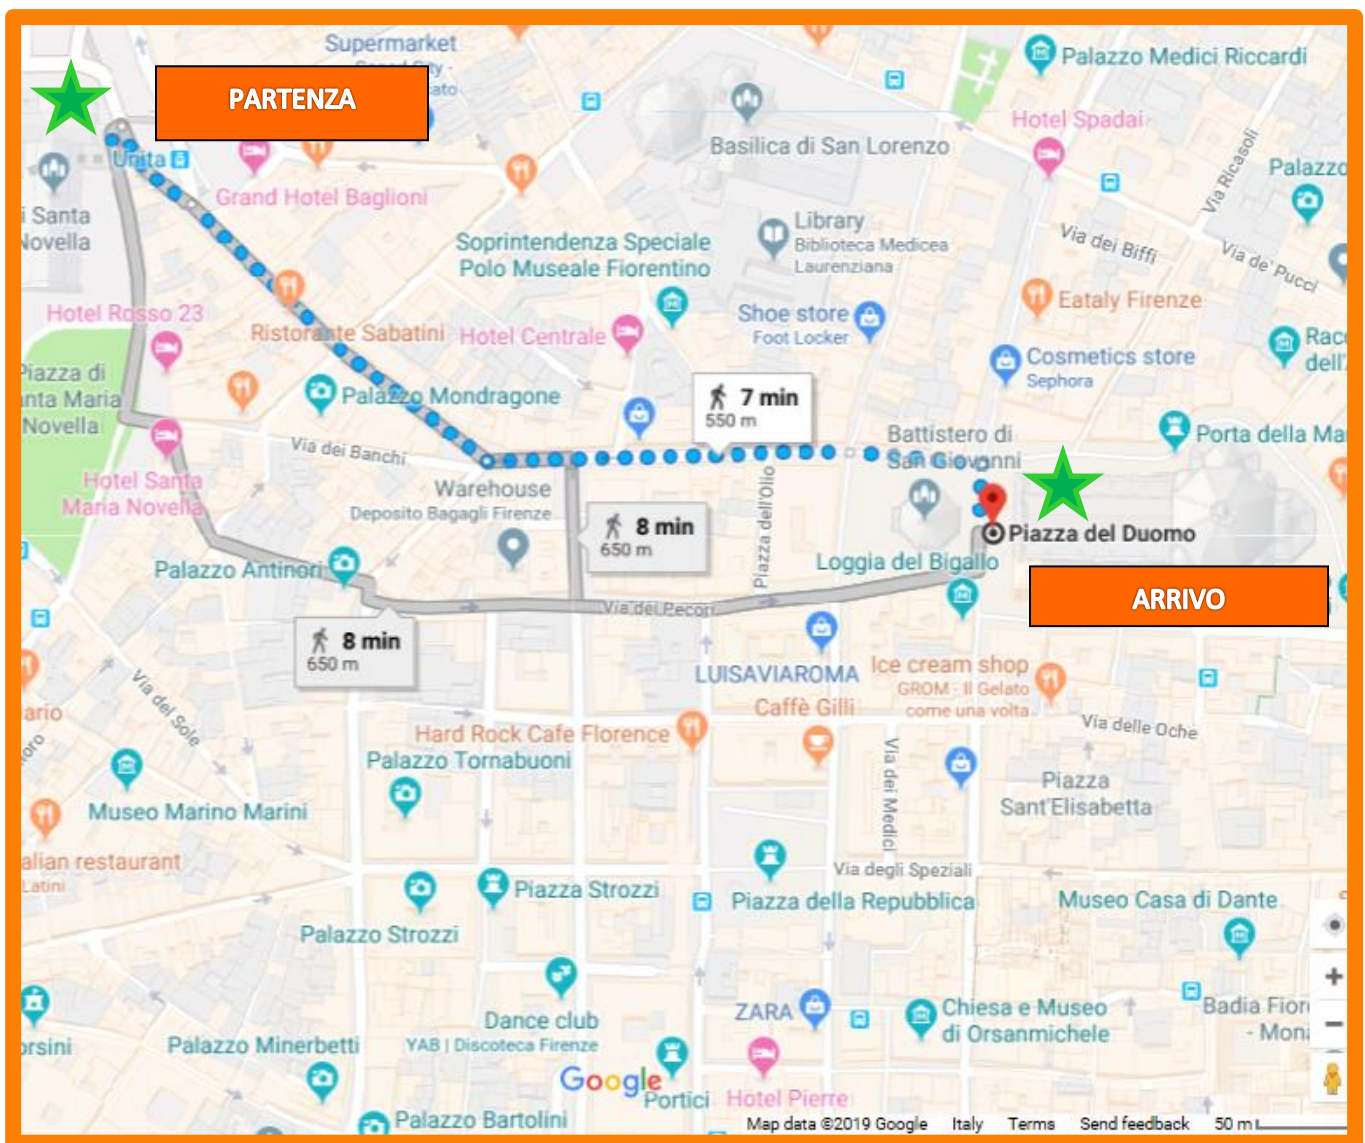 Supermarket
PARTENZA
Palazzo Medici Riccardi
Hotel Spadai
Basilica di San Lorenzo
Unita
Grand Hotel Baglioni
Via Ricasoli
Palazzo
i Santa
Novella
Library
Biblioteca Medicea
Laurenziana
Soprintendenza Speciale
Polo Museale Fiorentino
Via dei Biffi
Via de' Pucci
Hotel Rosso 23
Ristorante Sabatini
Hotel Centrale
Shoe store
Foot Locker
Eataly Firenze
Cosmetics store
Sephora
Piazza di
Novella
Palazzo Mondragone
7 min
550 m
Battistero di
San Giovanni
Via dei Banchi
Hotel Santa
Maria Novella
Warehouse
Deposito Bagagli Firenze
8 min
650 m
Piazza dell'Olio
Piazza del Duomo
Palazzo Antinori
Loggia del Bigallo
ARRIVO
Via dei Pecori
8 min
650 m
LUISAVIAROMA
Ice cream shop
GROM - Il Gelato
come una volta
Caffè Gilli
Via del Sole
Hard Rock Cafe Florence
Via delle Oche
Palazzo Tornabuoni
Via dei Medici
Piazza
Sant'Elisabetta
Museo Marino Marini
alian restaurant
Latini
Via degli Speziali
Piazza Strozzi
Piazza della Repubblica
Museo Casa di Dante
Palazzo Strozzi
Dance club
YAB | Discoteca Firenze
ZARA
Chiesa e Museo
di Orsanmichele
Badia Fior
- Mona
orsini
Palazzo Minerbetti
Google
Portici
Hotel Pierre
Palazzo Bartolini
Map data ©2019 Google Italy Terms Send feedback 50 m